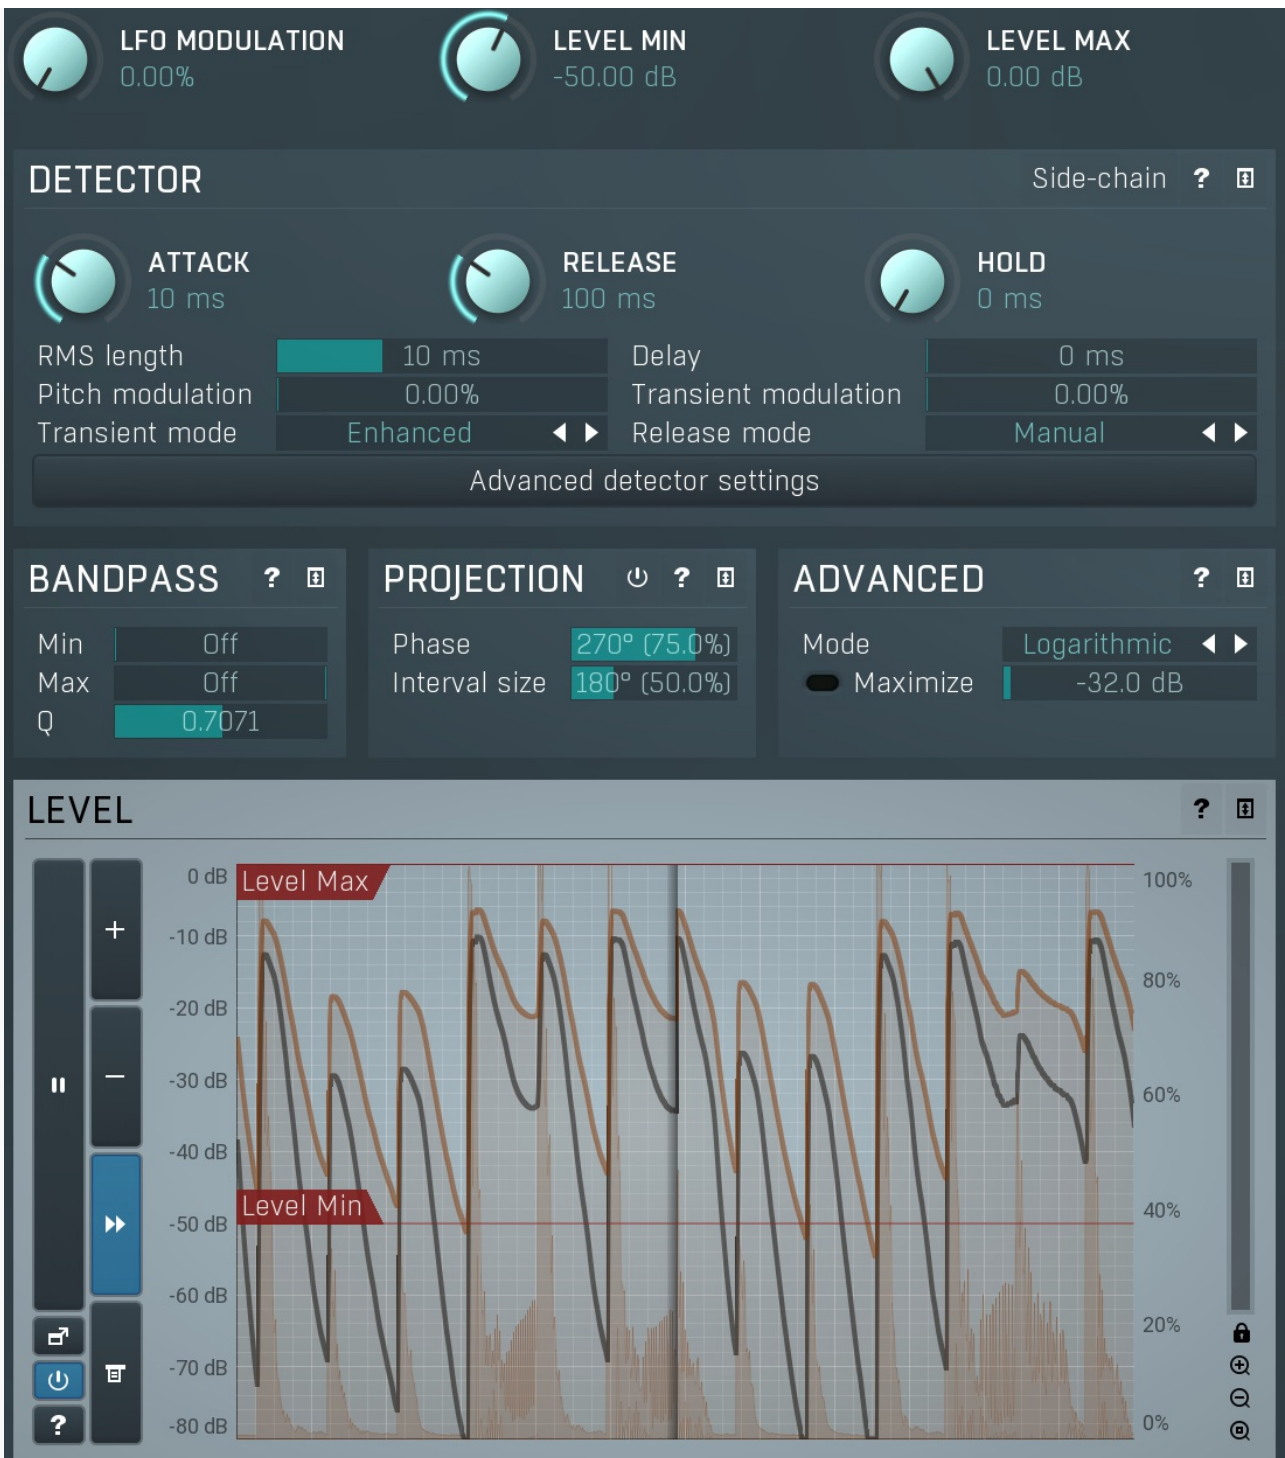 LFO MODULATION LEVEL MIN LEVEL MAX
0.00% -50.00 dB 0.00 dB
DETECTOR Side-chain ?
ATTACK RELEASE HOLD
10 ms 100 ms 0 ms
RMS length 10 ms Delay 0 ms
Pitch modulation 0.00% Transient modulation 0.00%
Transient mode Enhanced Release mode Manual
Advanced detector settings
BANDPASS ? PROJECTION ? ADVANCED ?
Min Off Phase 270° (75.0%) Mode Logarithmic
Max Off Interval size 180° (50.0%) Maximize -32.0 dB
Q 0.7071
LEVEL ?
0 dB Level Max 100%
-10 dB
80%
-20 dB
-30 dB
60%
-40 dB
Level Min 40%
-50 dB
-60 dB
20%
-70 dB
-80 dB 0%
?